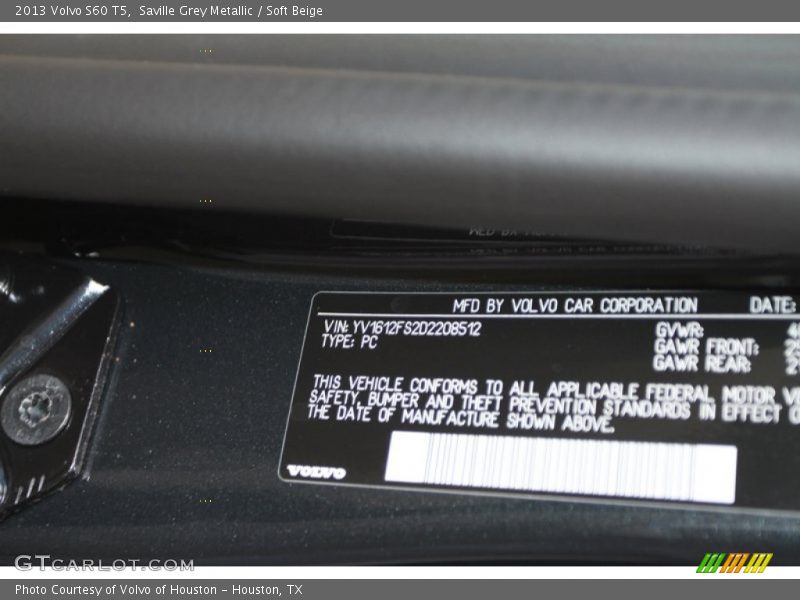 2013 Volvo S60 T5, Saville Grey Metallic / Soft Beige
MFD BY VOLVO CAR CORPORATION DATE:
VIN: YV1612FS2D2208512 GVWR:
TYPE: PC GAWR FRONT:
GAWR REAR:
THIS VEHICLE CONFORMS TO ALL APPLICABLE FEDERAL MOTOR
SAFETY, BUMPER AND THEFT PREVENTION STANDARDS IN EFFECT
THE DATE OF MANUFACTURE SHOWN ABOVE.
VOLVO
GTCARLOT.COM
Photo Courtesy of Volvo of Houston - Houston, TX